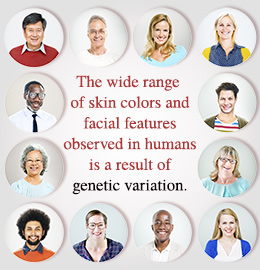 The wide range
of skin colors and
facial features
observed in humans
is a result of
genetic variation.